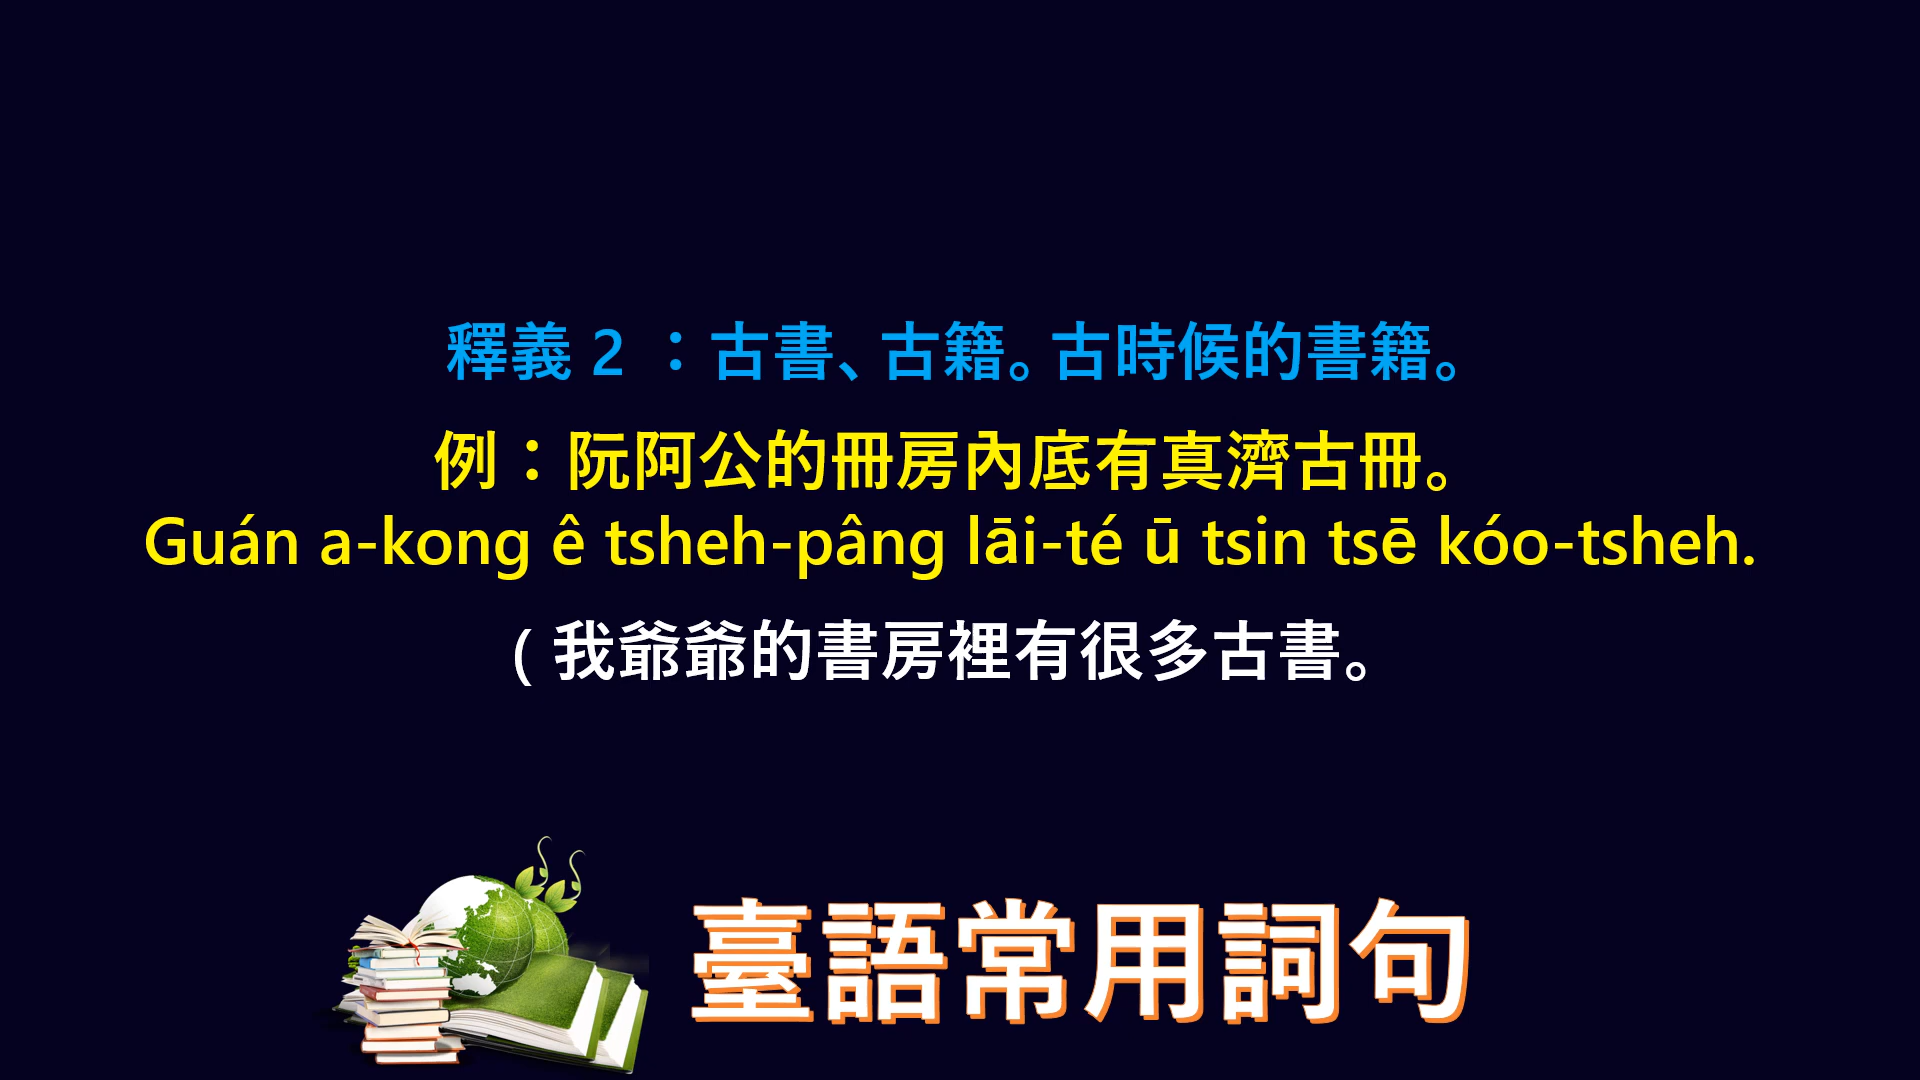 釋義 2 ：古書、古籍。古時候的書籍。
例：阮阿公的冊房內底有真濟古冊。
Guán a-kong ê tsheh-pâng lāi-té ū tsin tsē kóo-tsheh.
( 我爺爺的書房裡有很多古書。
臺語常用詞句